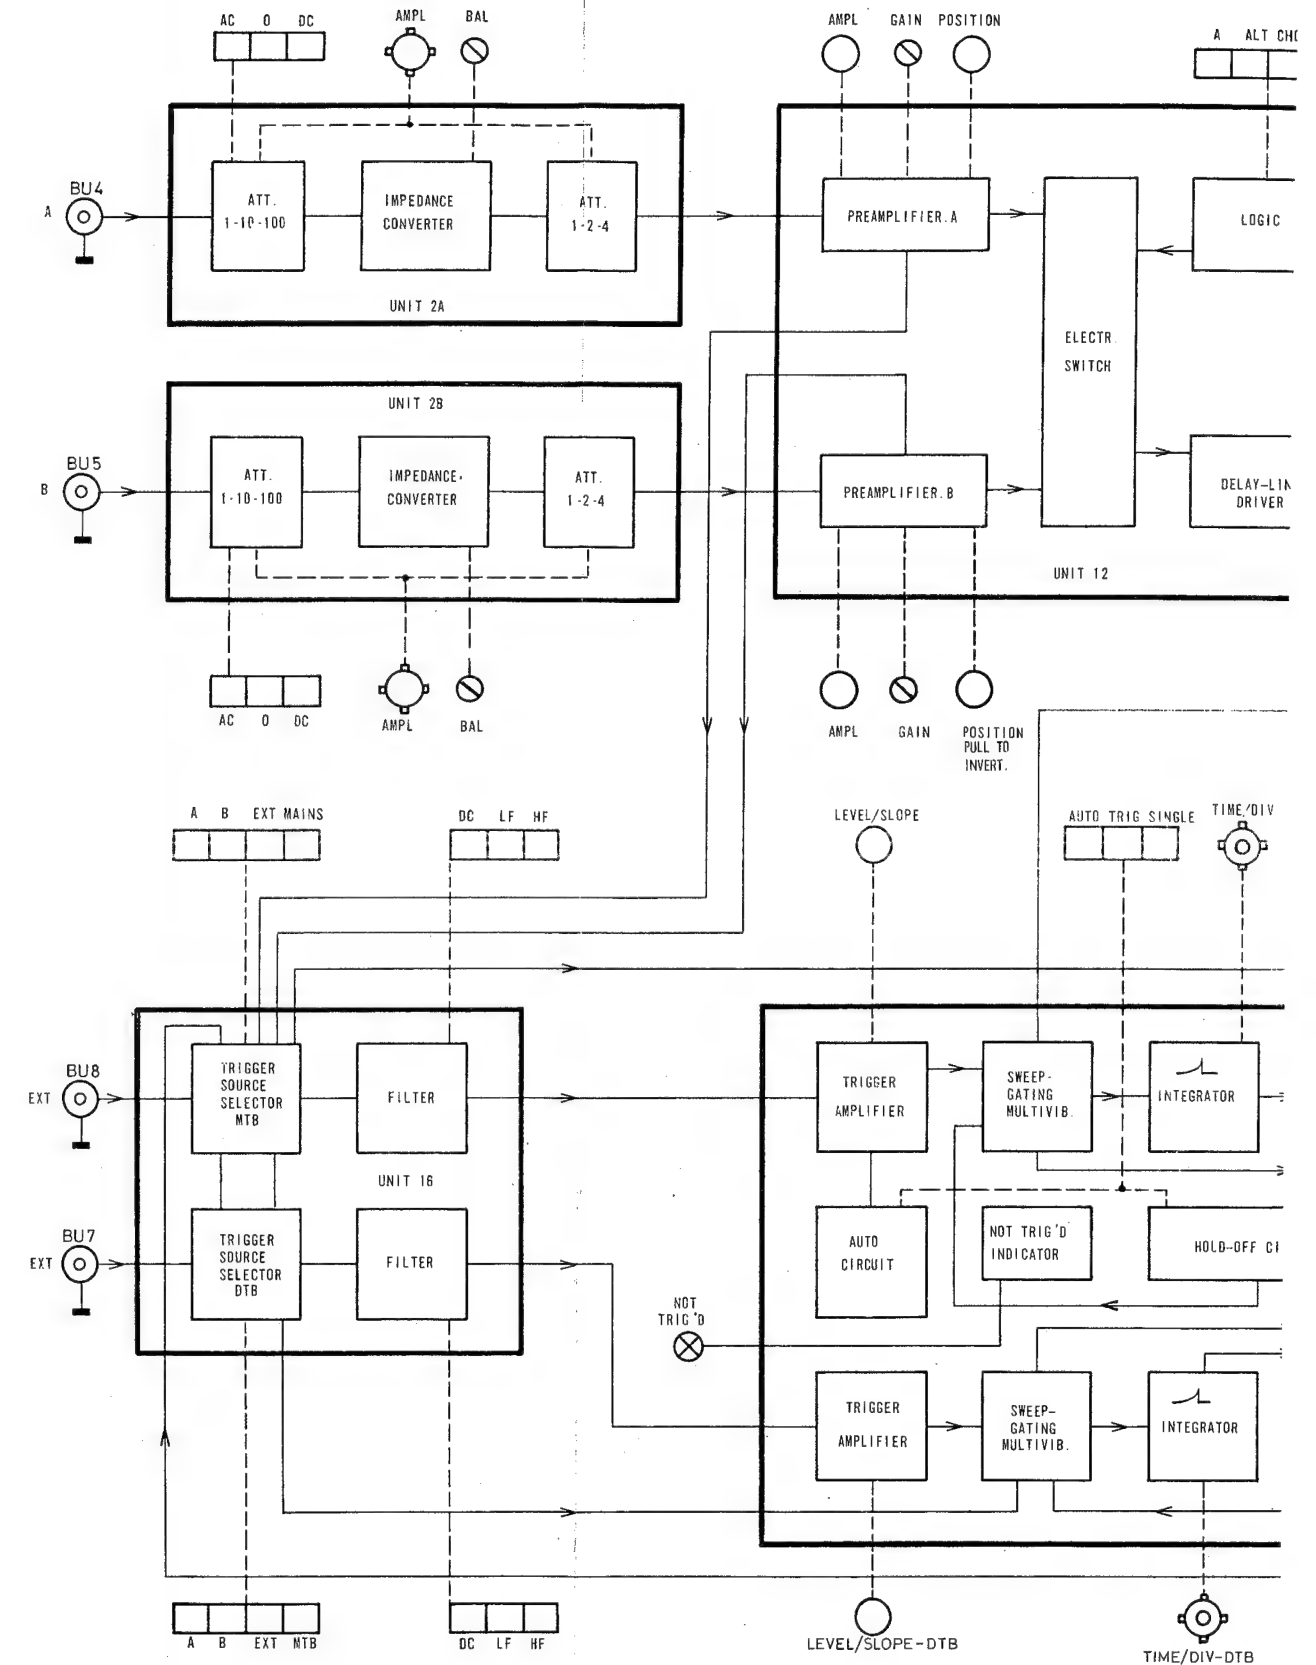 AC O DC
AMPL
BAL
AMPL
GAIN
POSITION
A ALT
BU4
A
ATT.
1-10-100
IMPEDANCE
CONVERTER
ATT.
1-2-4
UNIT 2A
PREAMPLIFIER.A
ELECTR.
SWITCH
LOGIC
UNIT 2B
BU5
B
ATT.
1-10-100
IMPEDANCE
CONVERTER
ATT.
1-2-4
PREAMPLIFIER.B
DELAY-LIN
DRIVER
UNIT 12
AC O DC
AMPL
BAL
AMPL
GAIN
POSITION
PULL TO
INVERT.
A B EXT MAINS
DC LF HF
LEVEL/SLOPE
AUTO TRIG SINGLE
TIME/DIV
BU8
EXT
TRIGGER
SOURCE
SELECTOR
MTB
FILTER
TRIGGER
AMPLIFIER
SWEEP-
GATING
MULTIVIB.
INTEGRATOR
UNIT 16
BU7
EXT
TRIGGER
SOURCE
SELECTOR
DTB
FILTER
AUTO
CIRCUIT
NOT TRIG'D
INDICATOR
HOLD-OFF CI
NOT
TRIG'D
TRIGGER
AMPLIFIER
SWEEP-
GATING
MULTIVIB.
INTEGRATOR
A B EXT MTB
DC LF HF
LEVEL/SLOPE-DTB
TIME/DIV-DTB